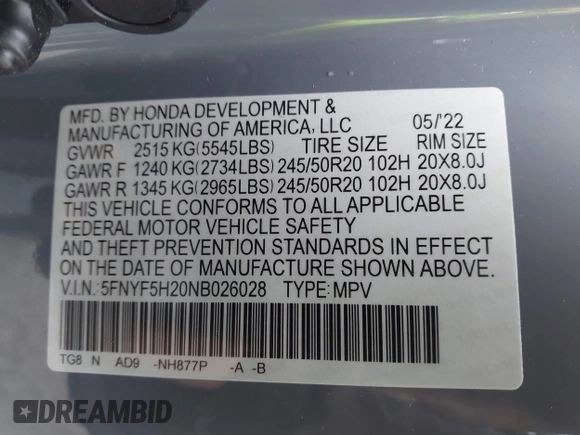 MFD. BY HONDA DEVELOPMENT &
MANUFACTURING OF AMERICA, LLC 05/'22
GVWR 2515 KG(5545LBS) TIRE SIZE RIM SIZE
GAWR F 1240 KG(2734LBS) 245/50R20 102H 20X8.0J
GAWR R 1345 KG(2965LBS) 245/50R20 102H 20X8.0J
THIS VEHICLE CONFORMS TO ALL APPLICABLE
FEDERAL MOTOR VEHICLE SAFETY
AND THEFT PREVENTION STANDARDS IN EFFECT
ON THE DATE OF MANUFACTURE SHOWN ABOVE.
V.I.N.:5FNYF5H20NB026028 TYPE:MPV
TG8 N AD9 -NH877P -A -B
DREAMBID